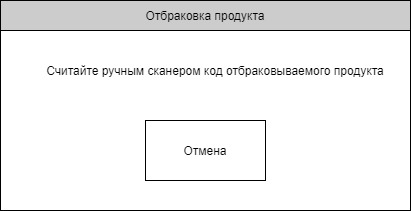 Отбраковка продукта
Считайте ручным сканером код отбраковываемого продукта
Отмена